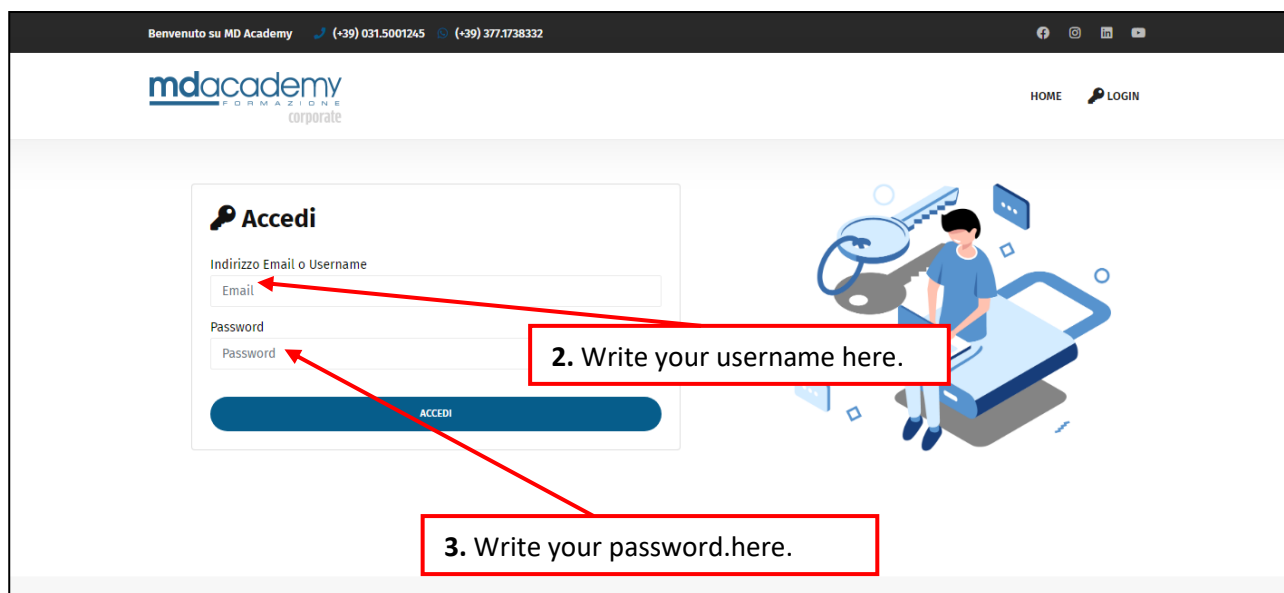 Benvenuto su MD Academy (+39) 031.5001245 (+39) 377.1738332
mdacademy
FORMAZIONE
corporate
HOME LOGIN
Accedi
Indirizzo Email o Username
Email
Password
Password
2. Write your username here.
ACCEDI
3. Write your password.here.